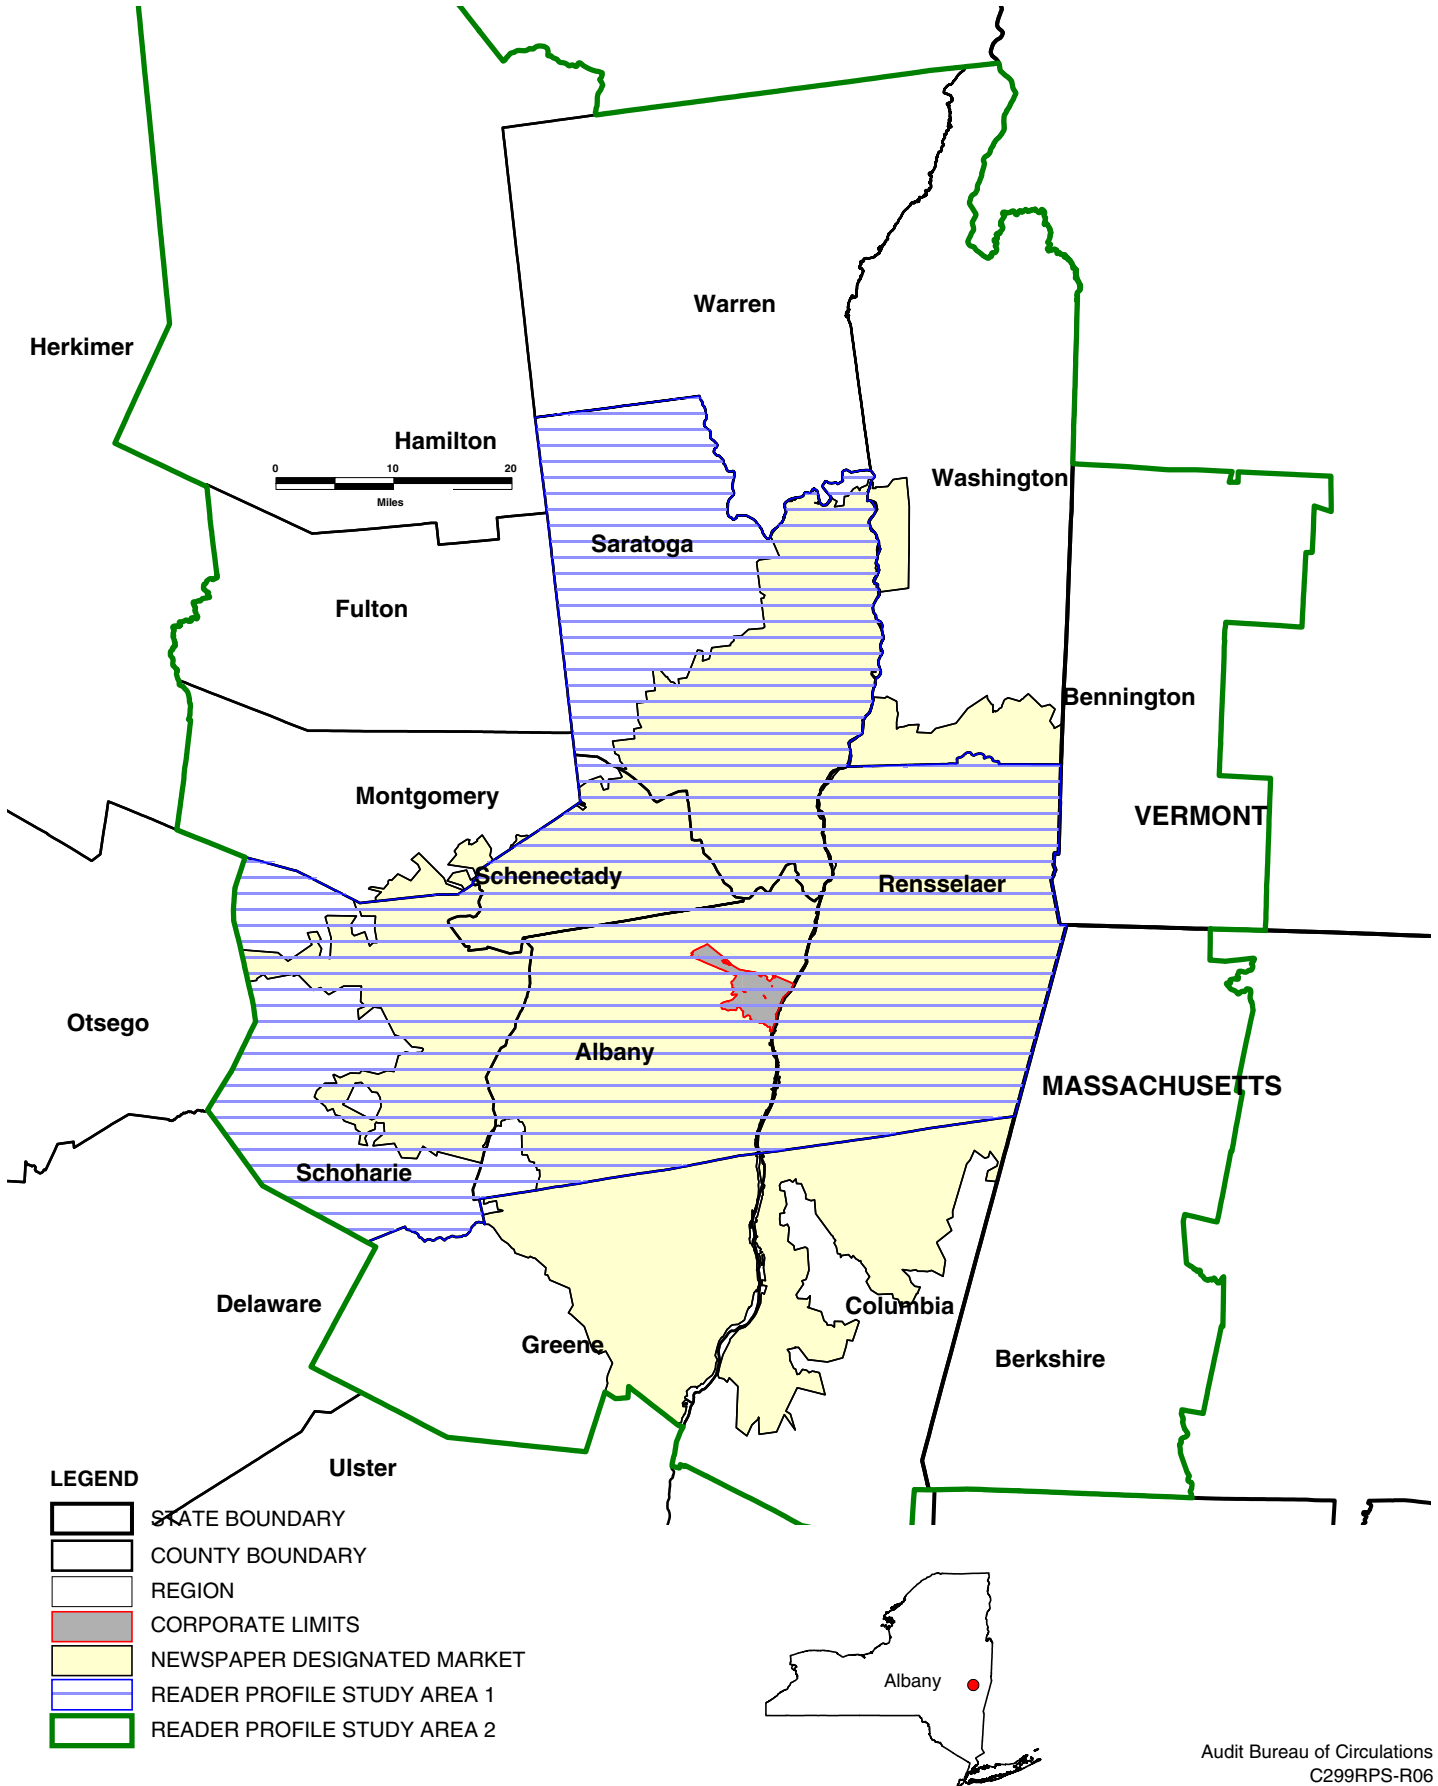 Warren
Herkimer
Hamilton
0 10 20
Miles
Washington
Saratoga
Fulton
Bennington
Montgomery
VERMONT
Schenectady
Rensselaer
Otsego
Albany
MASSACHUSETTS
Schoharie
Delaware
Columbia
Greene
Berkshire
Ulster
LEGEND
STATE BOUNDARY
COUNTY BOUNDARY
REGION
CORPORATE LIMITS
NEWSPAPER DESIGNATED MARKET
READER PROFILE STUDY AREA 1
READER PROFILE STUDY AREA 2
Albany
Audit Bureau of Circulations
C299RPS-R06